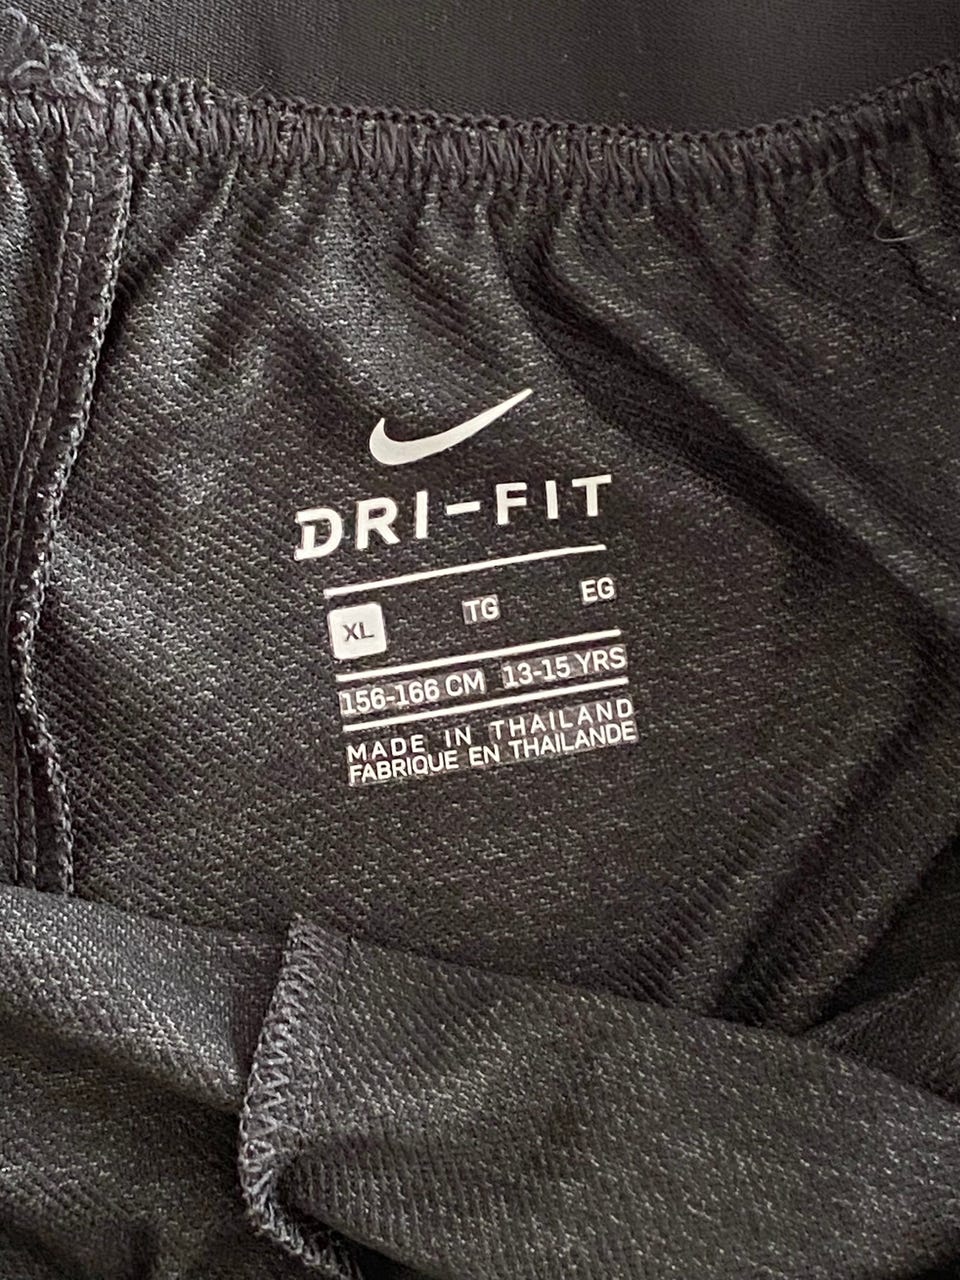 DRI-FIT
XL TG EG
156-166 CM 13-15 YRS
MADE IN THAILAND
FABRIQUE EN THAILANDE